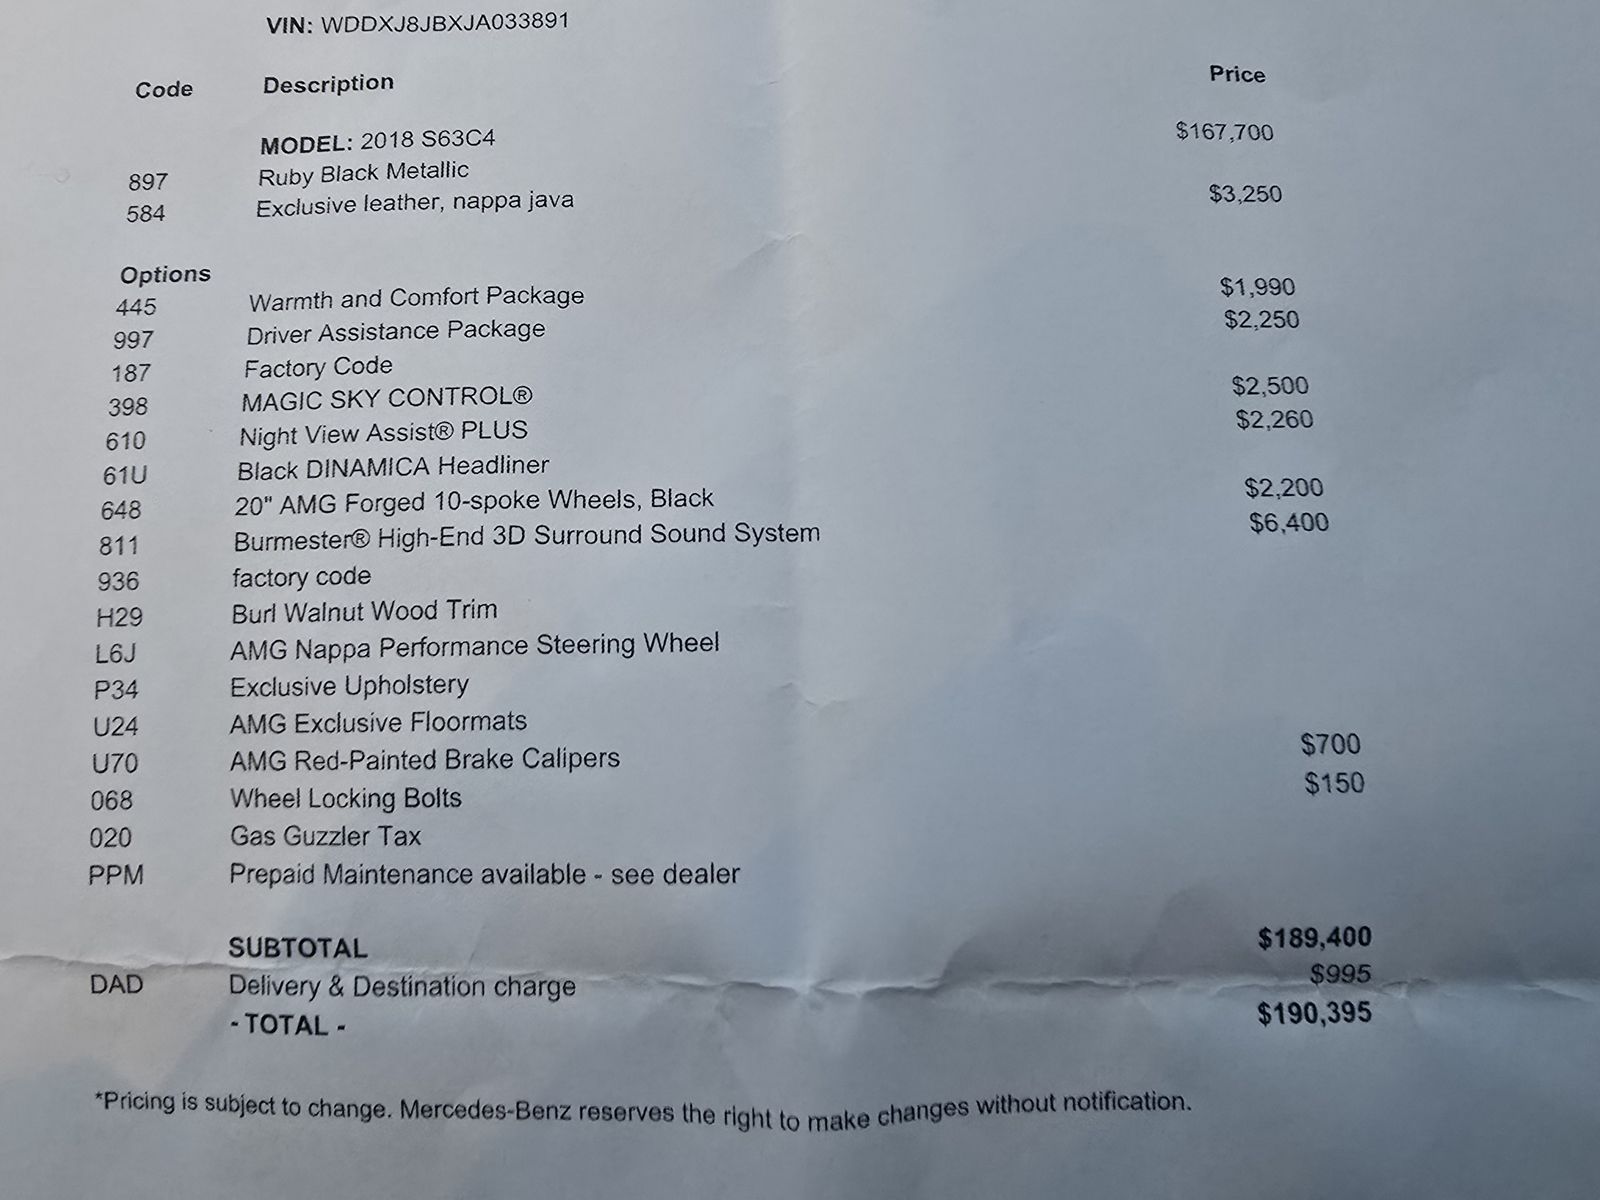 VIN: WDDXJ8JBXJA033891
Code Description Price
MODEL: 2018 S63C4 $167,700
897 Ruby Black Metallic
584 Exclusive leather, nappa java $3,250
Options
445 Warmth and Comfort Package $1,990
997 Driver Assistance Package $2,250
187 Factory Code
398 MAGIC SKY CONTROL® $2,500
610 Night View Assist® PLUS $2,260
61U Black DINAMICA Headliner
648 20" AMG Forged 10-spoke Wheels, Black $2,200
811 Burmester® High-End 3D Surround Sound System $6,400
936 factory code
H29 Burl Walnut Wood Trim
L6J AMG Nappa Performance Steering Wheel
P34 Exclusive Upholstery
U24 AMG Exclusive Floormats
U70 AMG Red-Painted Brake Calipers $700
068 Wheel Locking Bolts $150
020 Gas Guzzler Tax
PPM Prepaid Maintenance available - see dealer
SUBTOTAL $189,400
DAD Delivery & Destination charge $995
- TOTAL - $190,395
*Pricing is subject to change. Mercedes-Benz reserves the right to make changes without notification.